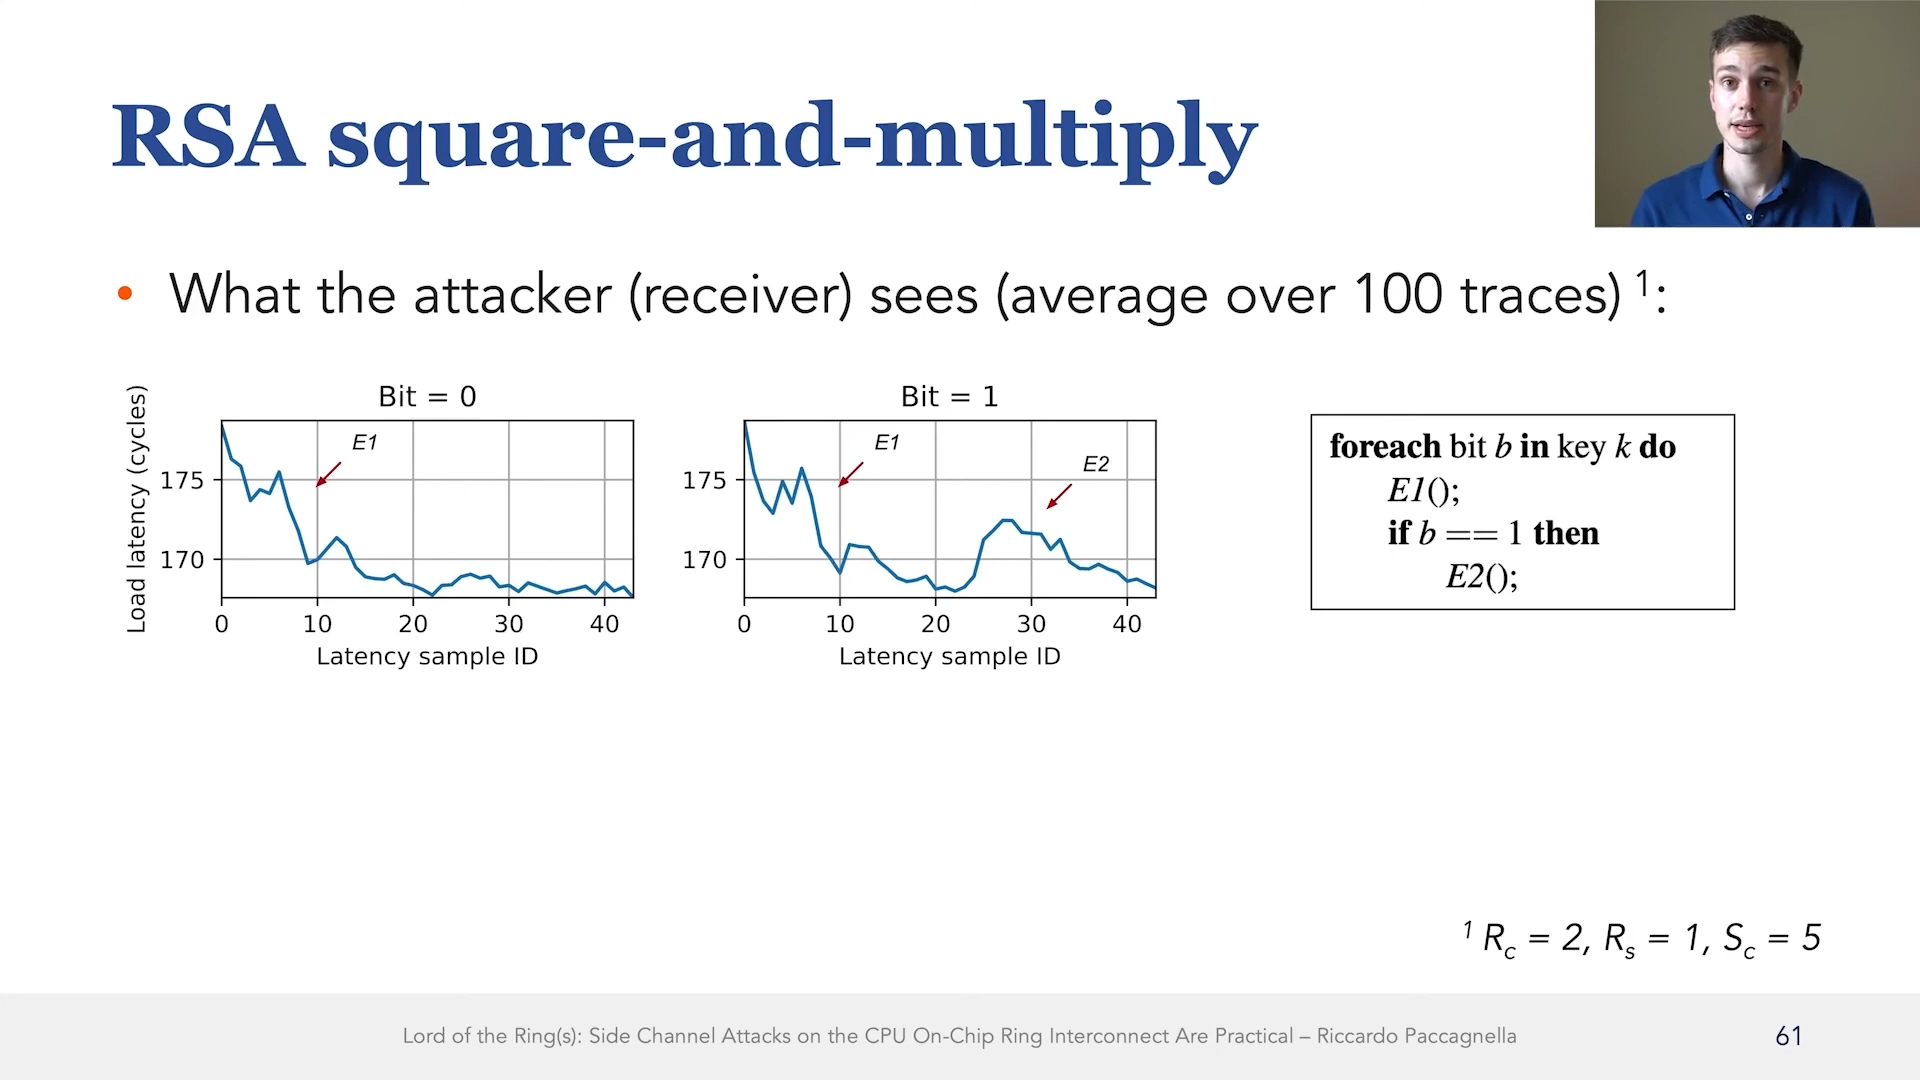 RSA square-and-multiply
• What the attacker (receiver) sees (average over 100 traces) ¹:
Load latency (cycles)
Bit = 0
E1
175
170
0 10 20 30 40
Latency sample ID
Bit = 1
E1
E2
175
170
0 10 20 30 40
Latency sample ID
foreach bit b in key k do
E1();
if b == 1 then
E2();
¹ Rc = 2, Rs = 1, Sc = 5
Lord of the Ring(s): Side Channel Attacks on the CPU On-Chip Ring Interconnect Are Practical – Riccardo Paccagnella
61